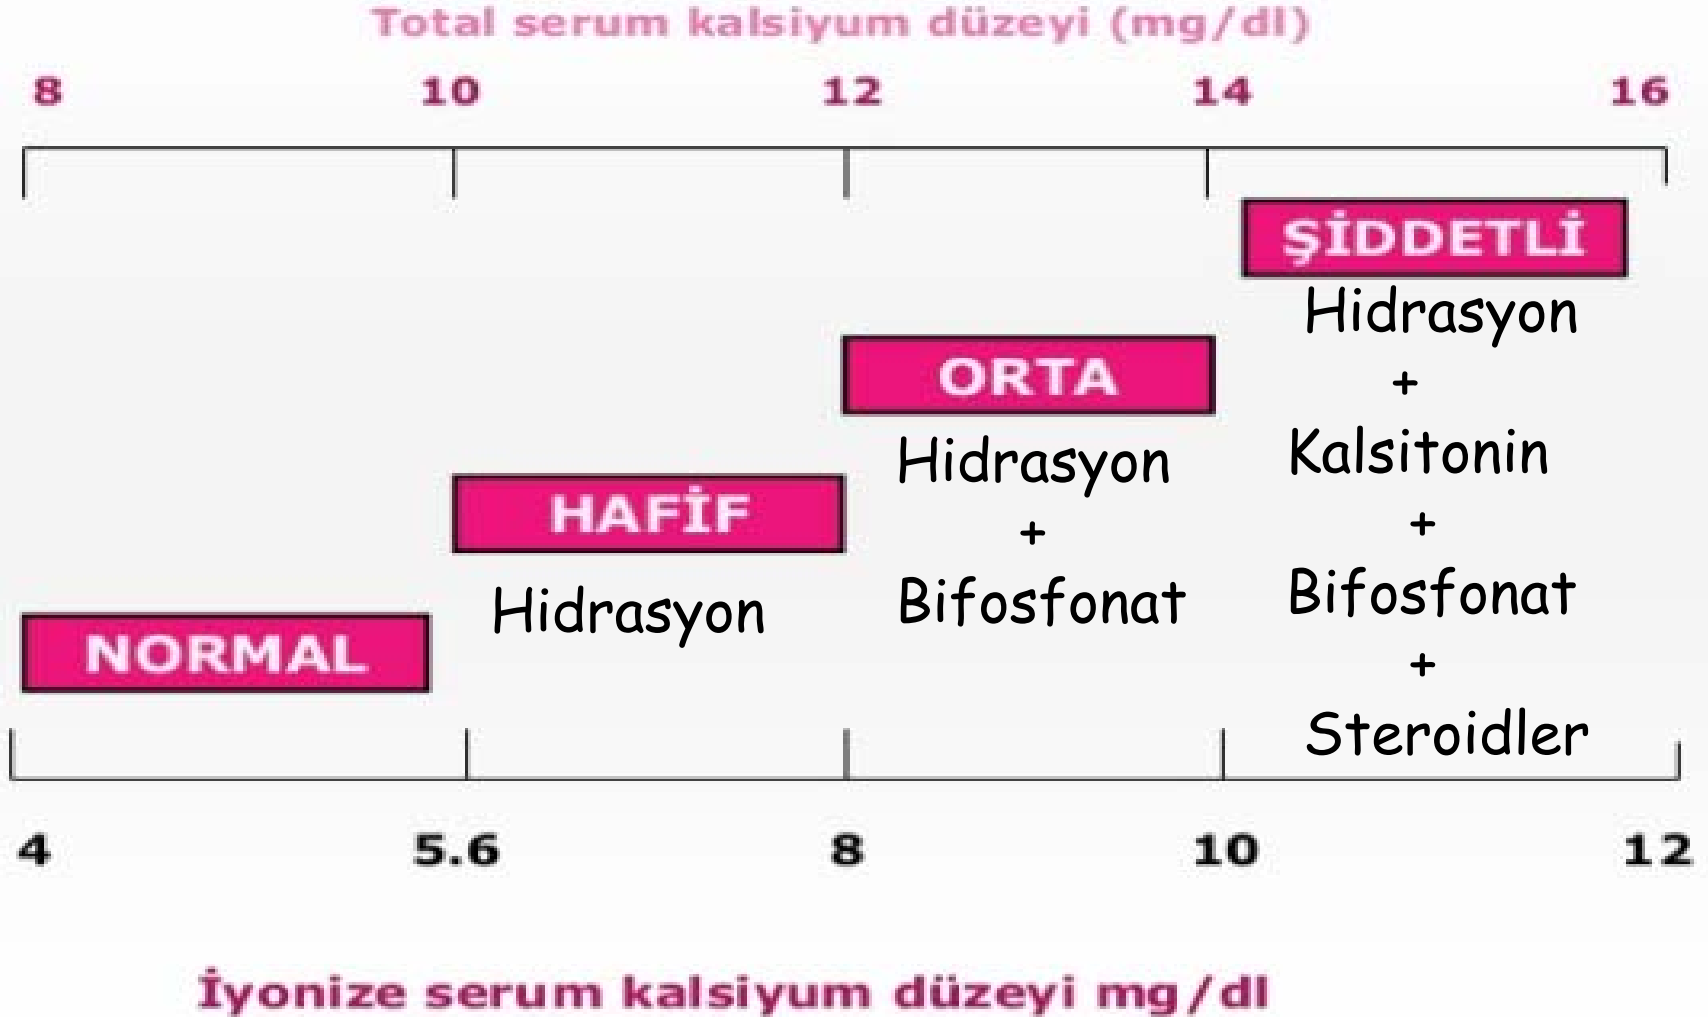 Total serum kalsiyum düzeyi (mg/dl)
8 10 12 14 16
ŞİDDETLİ
Hidrasyon
+
Kalsitonin
+
Bifosfonat
+
Steroidler
ORTA
Hidrasyon
+
Bifosfonat
HAFİF
Hidrasyon
NORMAL
4 5.6 8 10 12
İyonize serum kalsiyum düzeyi mg/dl